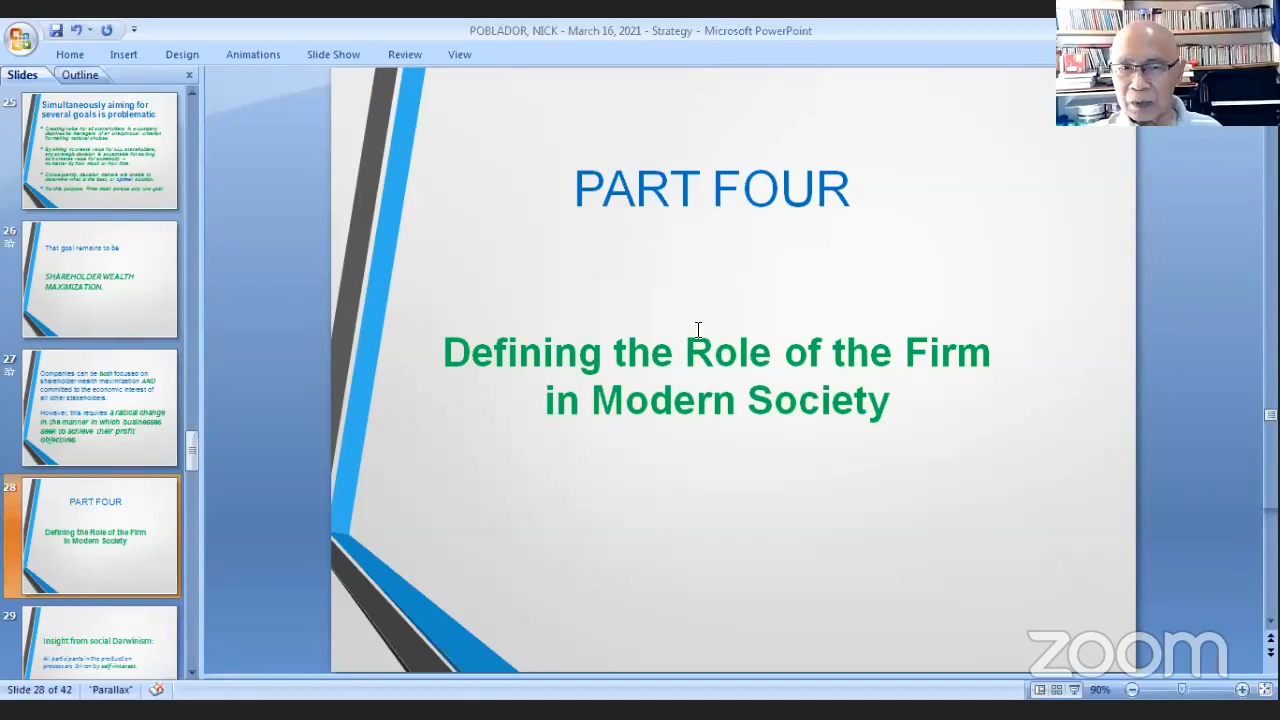 POBLADOR, NICK - March 16, 2021 - Strategy - Microsoft PowerPoint
Home Insert Design Animations Slide Show Review View
Slides Outline x
25
Simultaneously aiming for
several goals is problematic
26
That goal remains to be
SHAREHOLDER WEALTH
MAXIMIZATION.
27
Companies can be both focused on
shareholder wealth maximization AND
committed to the economic interest of
all other stakeholders.
However, this requires a radical change
in the manner in which businesses
seek to achieve their profit
objectives.
28
PART FOUR
Defining the Role of the Firm
in Modern Society
29
Insight from social Darwinism:
All participants in the production
process are driven by self-interest.
PART FOUR
Defining the Role of the Firm
in Modern Society
zoom
Slide 28 of 42 "Parallax" 90%